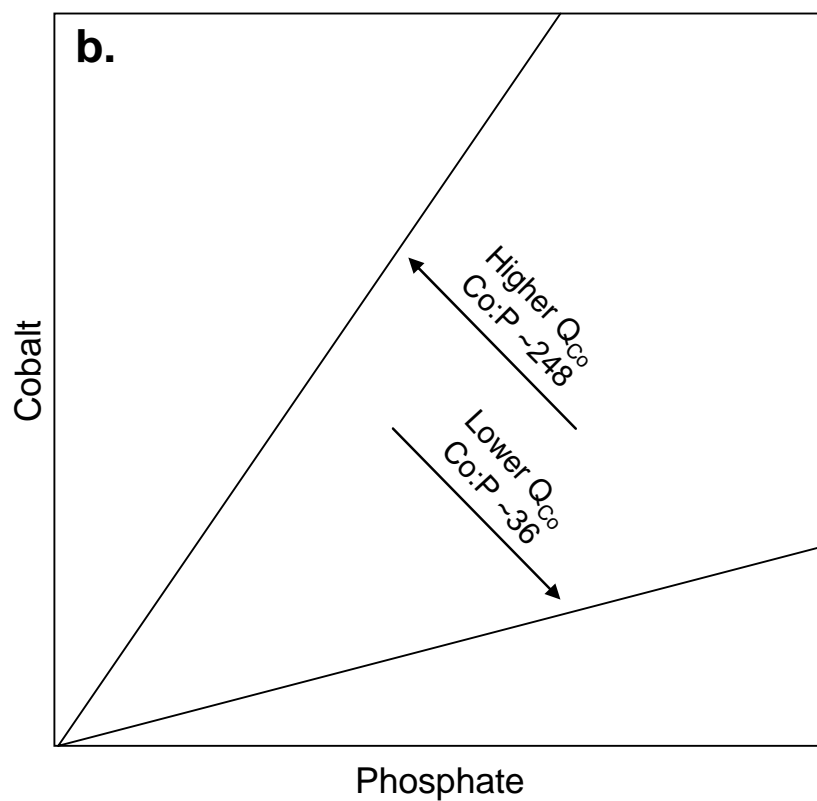 b.
Higher QCo
Co:P ~248
Lower QCo
Co:P ~36
Cobalt
Phosphate